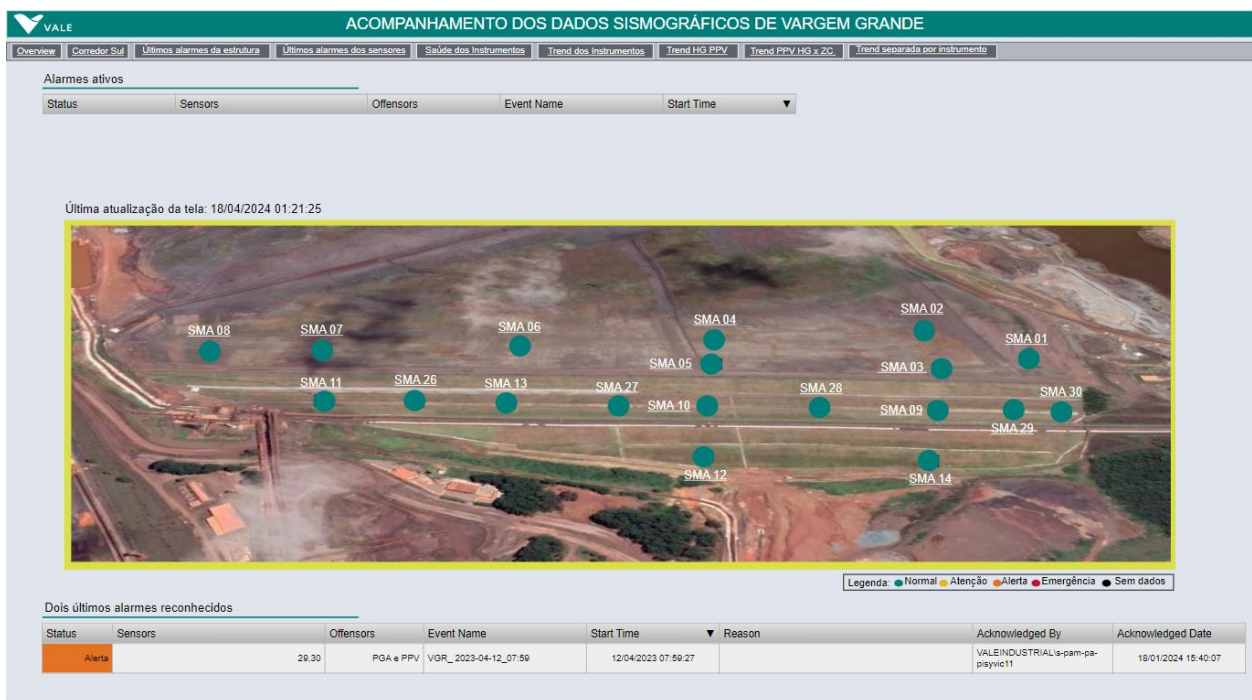 VALE
ACOMPANHAMENTO DOS DADOS SISMOGRÁFICOS DE VARGEM GRANDE
Overview Corredor Sul Últimos alarmes da estrutura Últimos alarmes dos sensores Saúde dos Instrumentos Trend dos Instrumentos Trend HG PPV Trend PPV HG x ZC Trend separada por instrumento
Alarmes ativos
Status Sensors Offensors Event Name Start Time ▼
Última atualização da tela: 18/04/2024 01:21:25
SMA 02
SMA 04
SMA 08 SMA 07 SMA 06
SMA 01
SMA 05 SMA 03
SMA 11 SMA 26 SMA 13 SMA 27 SMA 28
SMA 30
SMA 10 SMA 09
SMA 29
SMA 12 SMA 14
Legenda: Normal Atenção Alerta Emergência Sem dados
Dois últimos alarmes reconhecidos
Status Sensors Offensors Event Name Start Time ▼ Reason Acknowledged By Acknowledged Date
Alerta 29,30 PGA e PPV VGR_ 2023-04-12_07:59 12/04/2023 07:59:27 VALEINDUSTRIAL\s-pam-pa-
pisyvic11 18/01/2024 15:40:07